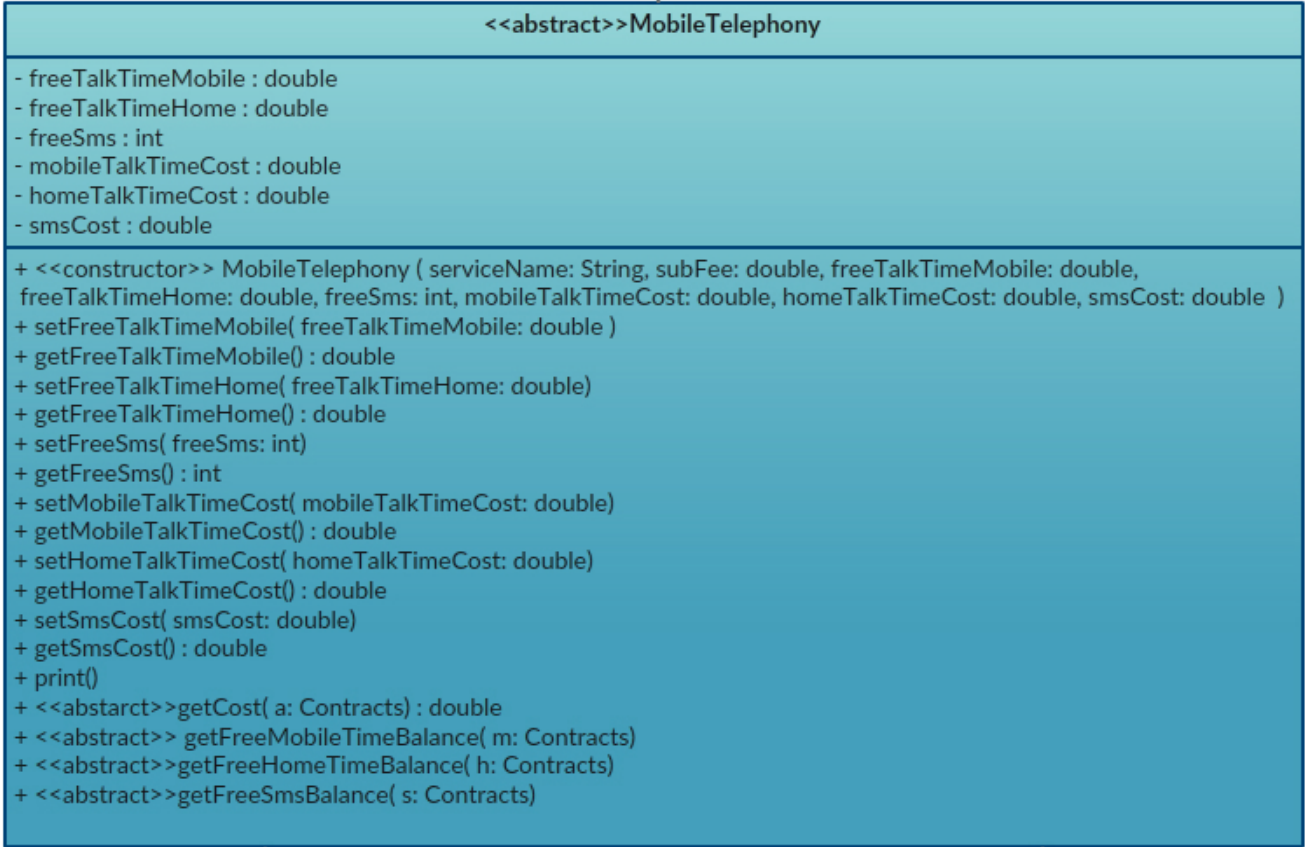 <<abstract>>MobileTelephony
- freeTalkTimeMobile : double
- freeTalkTimeHome : double
- freeSms : int
- mobileTalkTimeCost : double
- homeTalkTimeCost : double
- smsCost : double
+ <<constructor>> MobileTelephony ( serviceName: String, subFee: double, freeTalkTimeMobile: double,
freeTalkTimeHome: double, freeSms: int, mobileTalkTimeCost: double, homeTalkTimeCost: double, smsCost: double )
+ setFreeTalkTimeMobile( freeTalkTimeMobile: double )
+ getFreeTalkTimeMobile() : double
+ setFreeTalkTimeHome( freeTalkTimeHome: double)
+ getFreeTalkTimeHome() : double
+ setFreeSms( freeSms: int)
+ getFreeSms() : int
+ setMobileTalkTimeCost( mobileTalkTimeCost: double)
+ getMobileTalkTimeCost() : double
+ setHomeTalkTimeCost( homeTalkTimeCost: double)
+ getHomeTalkTimeCost() : double
+ setSmsCost( smsCost: double)
+ getSmsCost() : double
+ print()
+ <<abstarct>>getCost( a: Contracts) : double
+ <<abstract>> getFreeMobileTimeBalance( m: Contracts)
+ <<abstract>>getFreeHomeTimeBalance( h: Contracts)
+ <<abstract>>getFreeSmsBalance( s: Contracts)